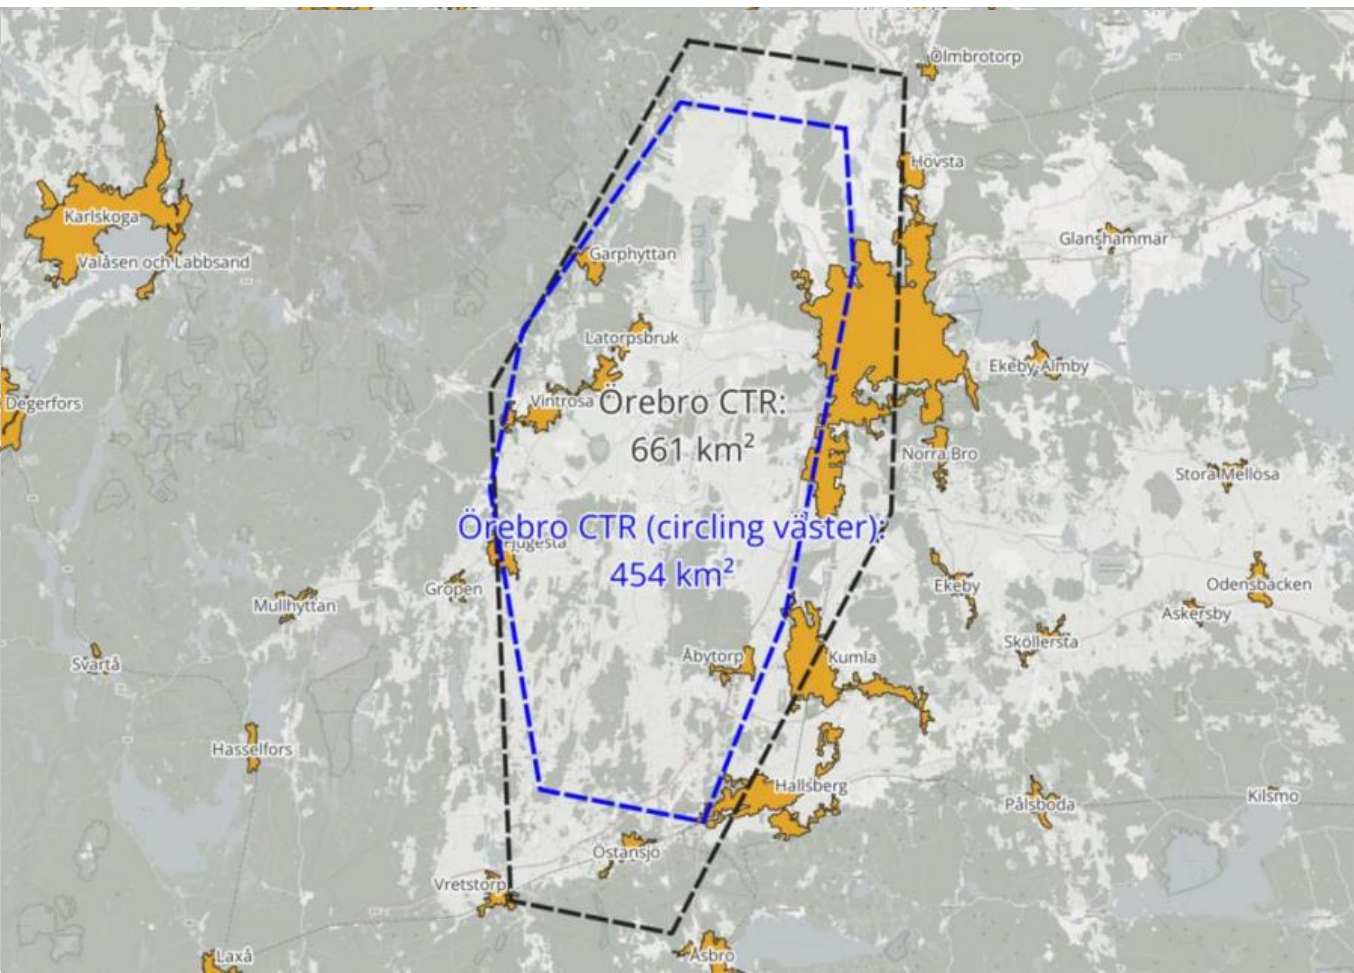 Ölmbrotorp
Hovsta
Karlskoga
Glanshammar
Garphyttan
Valåsen och Labbsand
Latorpsbruk
Ekeby-Almby
Vintrosa
Degerfors
Örebro CTR:
661 km²
Norra Bro
Stora Mellösa
Örebro CTR (circling väster):
454 km²
Fjugesta
Gropen
Ekeby
Odensbacken
Mullhyttan
Askersby
Sköllersta
Svartå
Åbytorp
Kumla
Hasselfors
Hallsberg
Pålsboda
Kilsmo
Östansjö
Vretstorp
Laxå
Åsbro